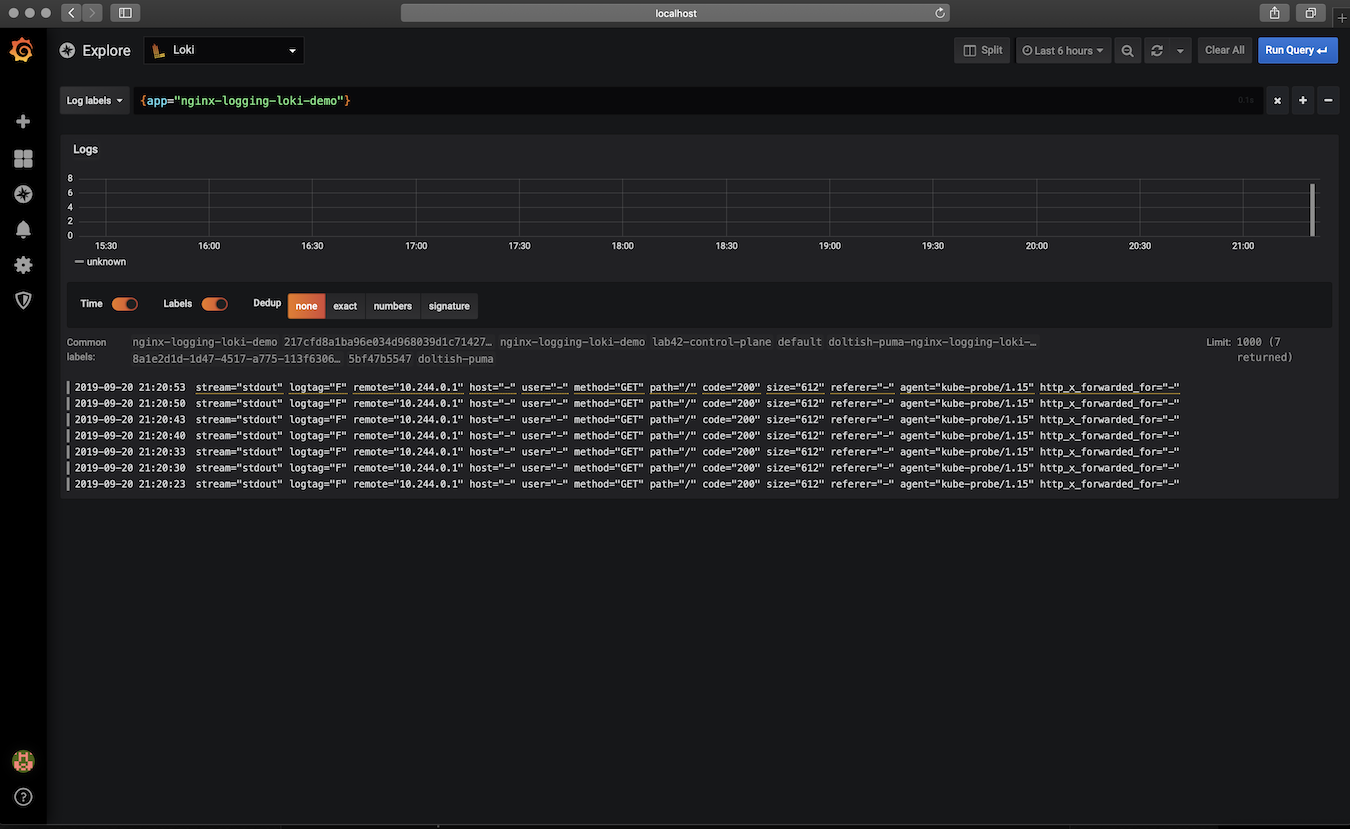 localhost
Explore Loki Split Last 6 hours Clear All Run Query
Log labels {app="nginx-logging-loki-demo"} 0.1s
Logs
8
6
4
2
0
15:30 16:00 16:30 17:00 17:30 18:00 18:30 19:00 19:30 20:00 20:30 21:00
unknown
Time Labels Dedup none exact numbers signature
Common nginx-logging-loki-demo 217cfd8a1ba96e034d968039d1c71427… nginx-logging-loki-demo lab42-control-plane default doltish-puma-nginx-logging-loki-… Limit: 1000 (7
labels: 8a1e2d1d-1d47-4517-a775-113f6306… 5bf47b5547 doltish-puma returned)
2019-09-20 21:20:53 stream="stdout" logtag="F" remote="10.244.0.1" host="-" user="-" method="GET" path="/" code="200" size="612" referer="-" agent="kube-probe/1.15" http_x_forwarded_for="-"
2019-09-20 21:20:50 stream="stdout" logtag="F" remote="10.244.0.1" host="-" user="-" method="GET" path="/" code="200" size="612" referer="-" agent="kube-probe/1.15" http_x_forwarded_for="-"
2019-09-20 21:20:43 stream="stdout" logtag="F" remote="10.244.0.1" host="-" user="-" method="GET" path="/" code="200" size="612" referer="-" agent="kube-probe/1.15" http_x_forwarded_for="-"
2019-09-20 21:20:40 stream="stdout" logtag="F" remote="10.244.0.1" host="-" user="-" method="GET" path="/" code="200" size="612" referer="-" agent="kube-probe/1.15" http_x_forwarded_for="-"
2019-09-20 21:20:33 stream="stdout" logtag="F" remote="10.244.0.1" host="-" user="-" method="GET" path="/" code="200" size="612" referer="-" agent="kube-probe/1.15" http_x_forwarded_for="-"
2019-09-20 21:20:30 stream="stdout" logtag="F" remote="10.244.0.1" host="-" user="-" method="GET" path="/" code="200" size="612" referer="-" agent="kube-probe/1.15" http_x_forwarded_for="-"
2019-09-20 21:20:23 stream="stdout" logtag="F" remote="10.244.0.1" host="-" user="-" method="GET" path="/" code="200" size="612" referer="-" agent="kube-probe/1.15" http_x_forwarded_for="-"